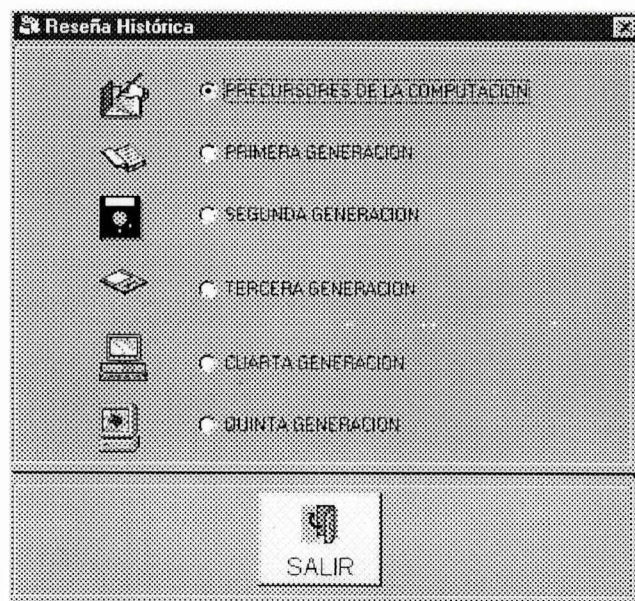 Reseña Histórica
PRECURSORES DE LA COMPUTACION
PRIMERA GENERACION
SEGUNDA GENERACION
TERCERA GENERACION
CUARTA GENERACION
QUINTA GENERACION
SALIR